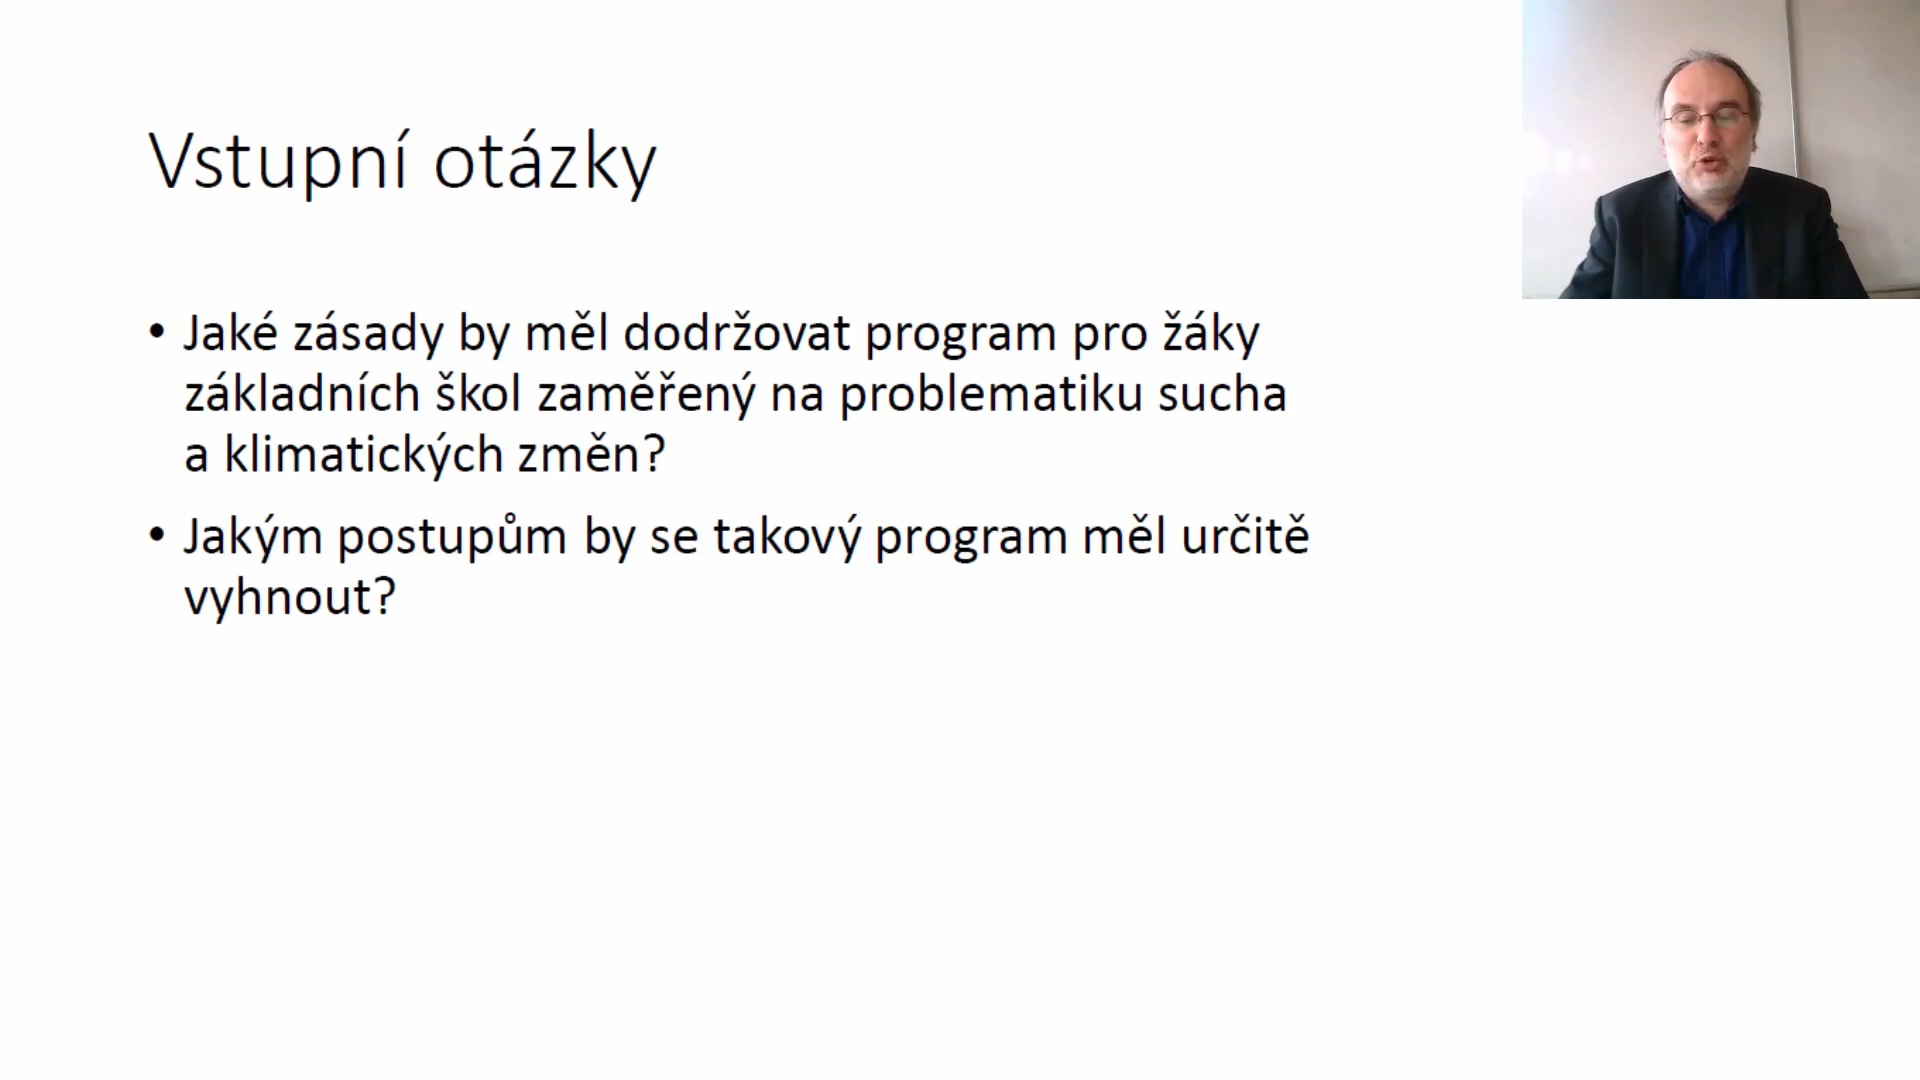 Vstupní otázky
• Jaké zásady by měl dodržovat program pro žáky
základních škol zaměřený na problematiku sucha
a klimatických změn?
• Jakým postupům by se takový program měl určitě
vyhnout?